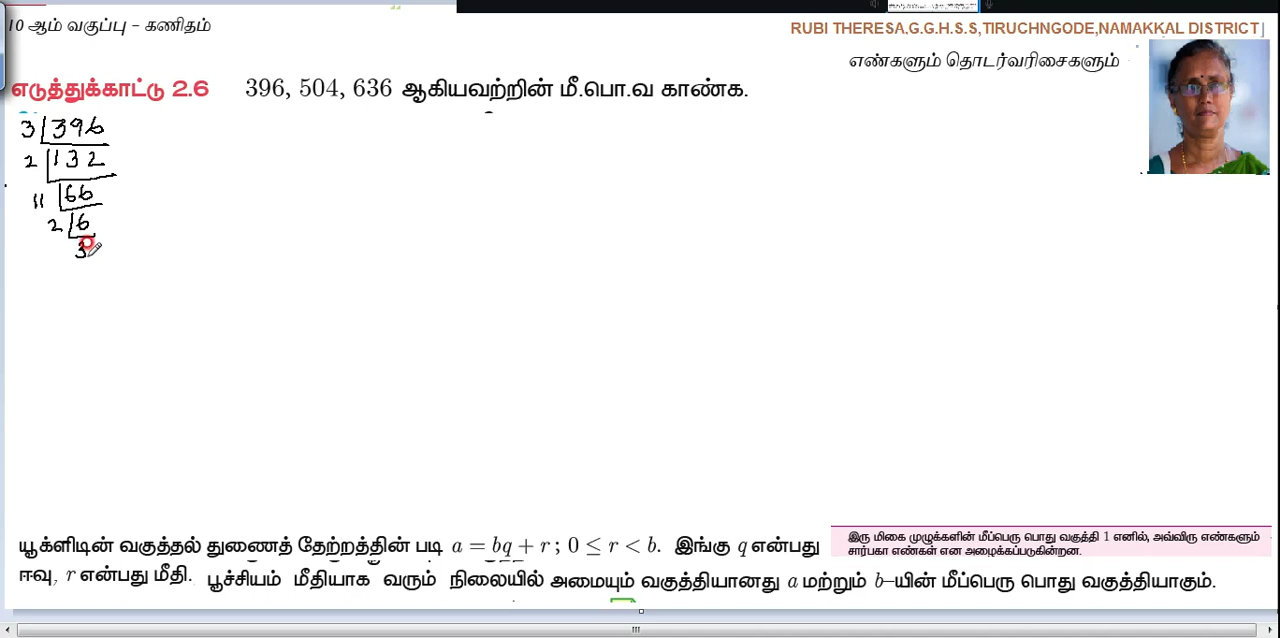 10 ஆம் வகுப்பு - கணிதம்
RUBI THERESA,G.G.H.S.S,TIRUCHNGODE,NAMAKKAL DISTRICT
எண்களும் தொடர்வரிசைகளும்
எடுத்துக்காட்டு 2.6 396, 504, 636 ஆகியவற்றின் மீ.பொ.வ காண்க.
3 396
2 132
11 66
2 6
3
யூக்ளிடின் வகுத்தல் துணைத் தேற்றத்தின் படி a = bq + r ; 0 ≤ r < b. இங்கு q என்பது
ஈவு, r என்பது மீதி. பூச்சியம் மீதியாக வரும் நிலையில் அமையும் வகுத்தியானது a மற்றும் b–யின் மீப்பெரு பொது வகுத்தியாகும்.
இரு மிகை முழுக்களின் மீப்பெரு பொது வகுத்தி 1 எனில், அவ்விரு எண்களும்
சார்பகா எண்கள் என அழைக்கப்படுகின்றன.